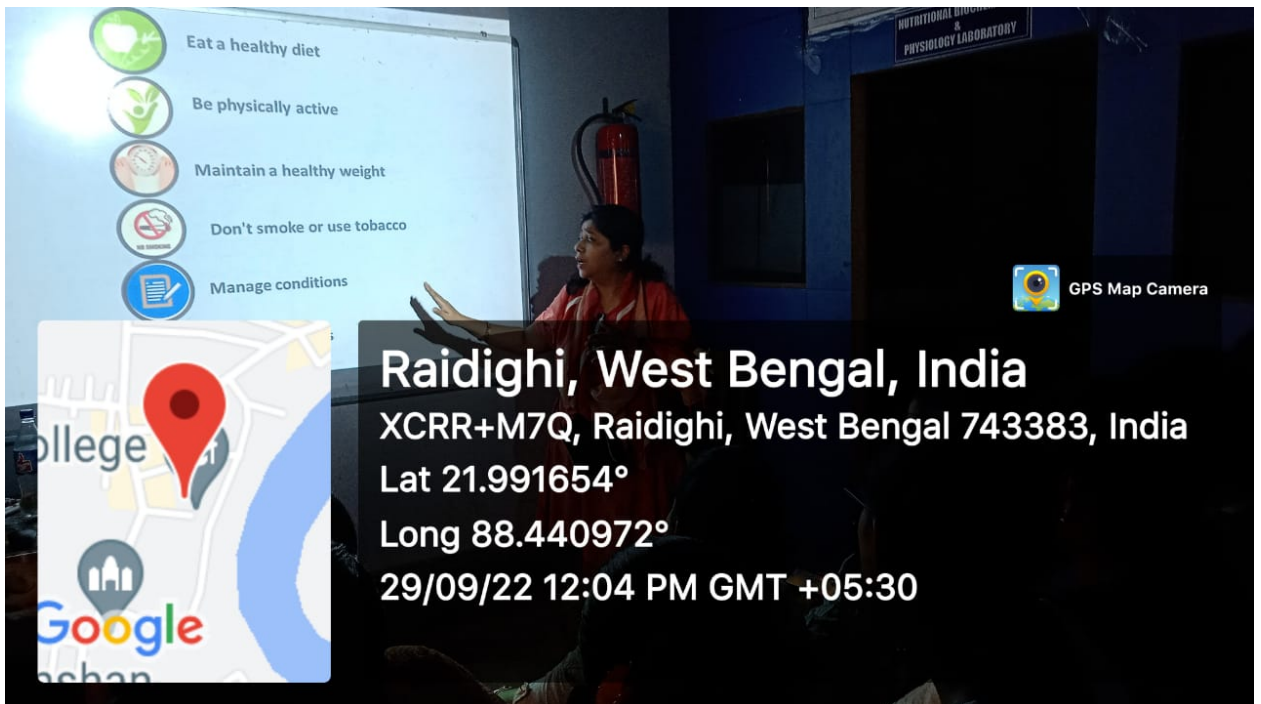 Eat a healthy diet
Be physically active
Maintain a healthy weight
NO SMOKING
Don't smoke or use tobacco
Manage conditions
s
NUTRITIONAL
&
PHYSIOLOGY LABORATORY
GPS Map Camera
Raidighi, West Bengal, India
XCRR+M7Q, Raidighi, West Bengal 743383, India
Lat 21.991654°
Long 88.440972°
29/09/22 12:04 PM GMT +05:30
ollege
Google